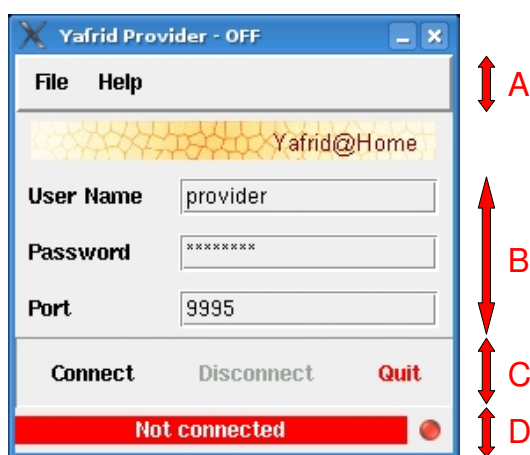 Yafrid Provider - OFF
File Help
A
Yafrid@Home
User Name provider
Password ********
B
Port 9995
Connect Disconnect Quit
C
Not connected
D